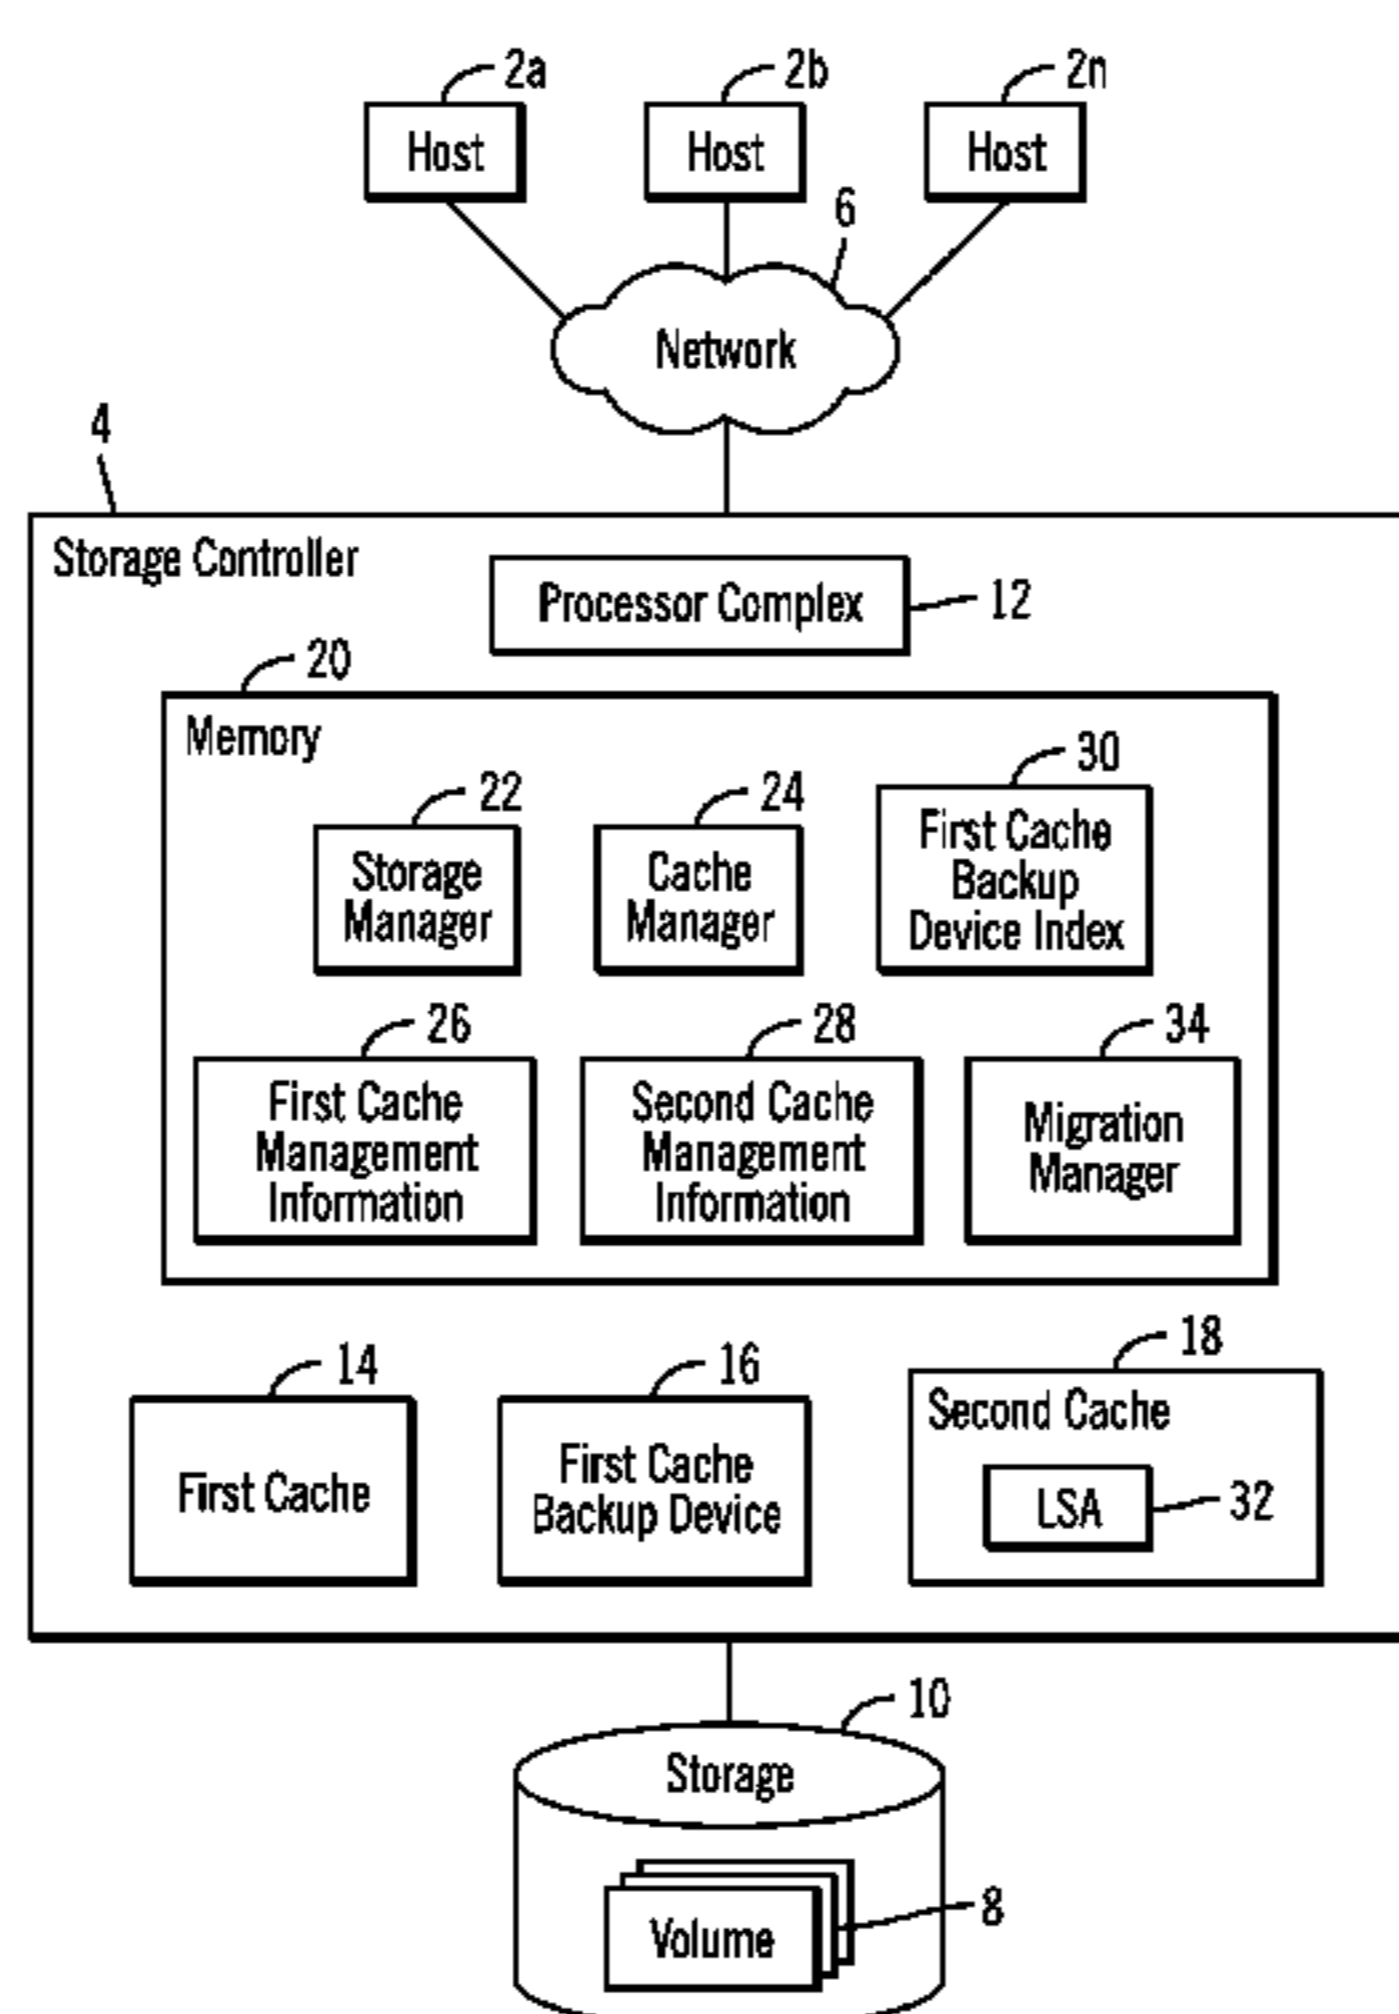 2a
2b
2n
Host
Host
Host
6
Network
4
Storage Controller
Processor Complex
12
20
Memory
22
24
30
Storage
Manager
Cache
Manager
First Cache
Backup
Device Index
26
28
34
First Cache
Management
Information
Second Cache
Management
Information
Migration
Manager
14
16
18
First Cache
First Cache
Backup Device
Second Cache
LSA
32
10
Storage
Volume
8